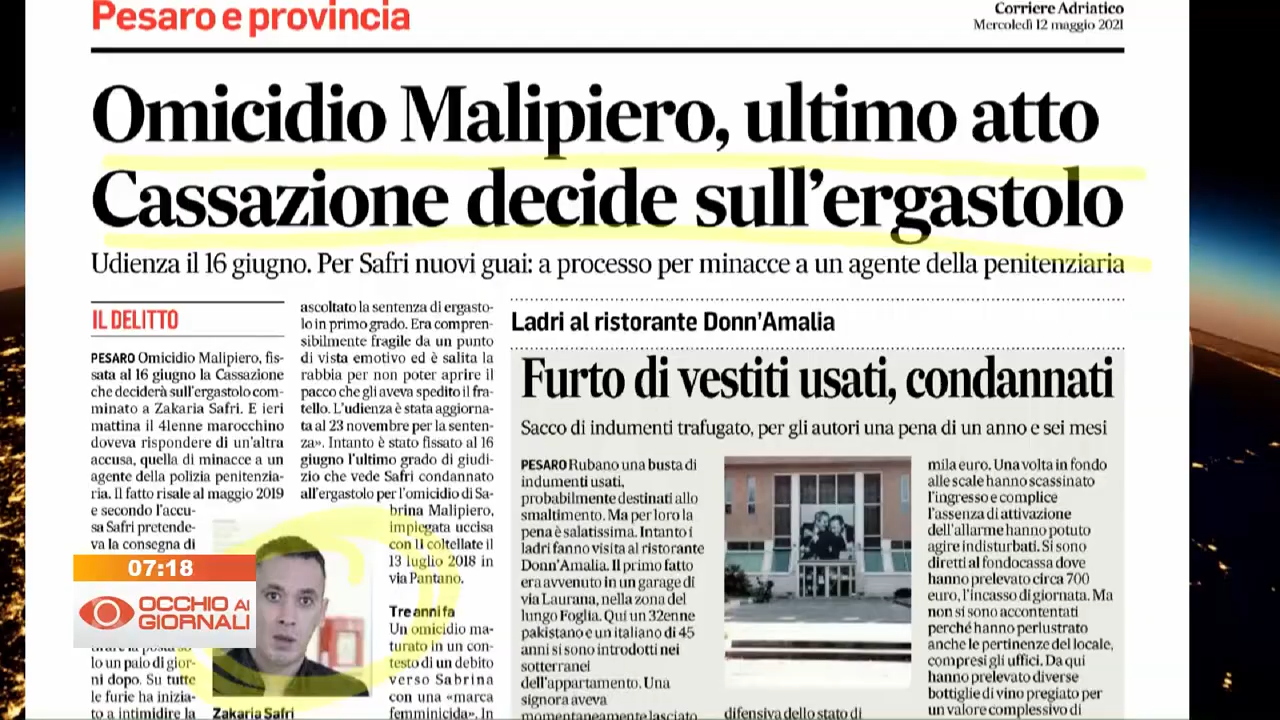 Pesaro e provincia
Corriere Adriatico
Mercoledì 12 maggio 2021
Omicidio Malipiero, ultimo atto
Cassazione decide sull'ergastolo
Udienza il 16 giugno. Per Safri nuovi guai: a processo per minacce a un agente della penitenziaria
IL DELITTO
PESARO Omicidio Malipiero, fis-
sata al 16 giugno la Cassazione
che deciderà sull'ergastolo com-
minato a Zakaria Safri. E ieri
mattina il 41enne marocchino
doveva rispondere di un'altra
accusa, quella di minacce a un
agente della polizia penitenzia-
ria. Il fatto risale al maggio 2019
e secondo l'accu-
sa Safri pretende-
va la consegna di
07:18
OCCHIO AI
GIORNALI
lo un paio di gior-
ni dopo. Su tutte
le furie ha inizia-
to a intimidire la
ascoltato la sentenza di ergasto-
lo in primo grado. Era compren-
sibilmente fragile da un punto
di vista emotivo ed è salita la
rabbia per non poter aprire il
pacco che gli aveva spedito il fra-
tello. L'udienza è stata aggiorna-
ta al 23 novembre per la senten-
za». Intanto è stato fissato al 16
giugno l'ultimo grado di giudi-
zio che vede Safri condannato
all'ergastolo per l'omicidio di Sa-
brina Malipiero,
impiegata uccisa
con 11 coltellate il
13 luglio 2018 in
via Pantano.
Tre anni fa
Un omicidio ma-
turato in un con-
testo di un debito
verso Sabrina
con una «marca
femminicida». In
Zakaria Safri
Ladri al ristorante Donn'Amalia
Furto di vestiti usati, condannati
Sacco di indumenti trafugato, per gli autori una pena di un anno e sei mesi
PESARO Rubano una busta di
indumenti usati,
probabilmente destinati allo
smaltimento. Ma per loro la
pena è salatissima. Intanto i
ladri fanno visita al ristorante
Donn'Amalia. Il primo fatto
era avvenuto in un garage di
via Laurana, nella zona del
lungo Foglia. Qui un 32enne
pakistano e un italiano di 45
anni si sono introdotti nei
sotterranei
dell'appartamento. Una
signora aveva
momentaneamente lasciato
difensiva dello stato di
mila euro. Una volta in fondo
alle scale hanno scassinato
l'ingresso e complice
l'assenza di attivazione
dell'allarme hanno potuto
agire indisturbati. Si sono
diretti al fondocassa dove
hanno prelevato circa 700
euro, l'incasso di giornata. Ma
non si sono accontentati
perché hanno perlustrato
anche le pertinenze del locale,
compresi gli uffici. Da qui
hanno prelevato diverse
bottiglie di vino pregiato per
un valore complessivo di